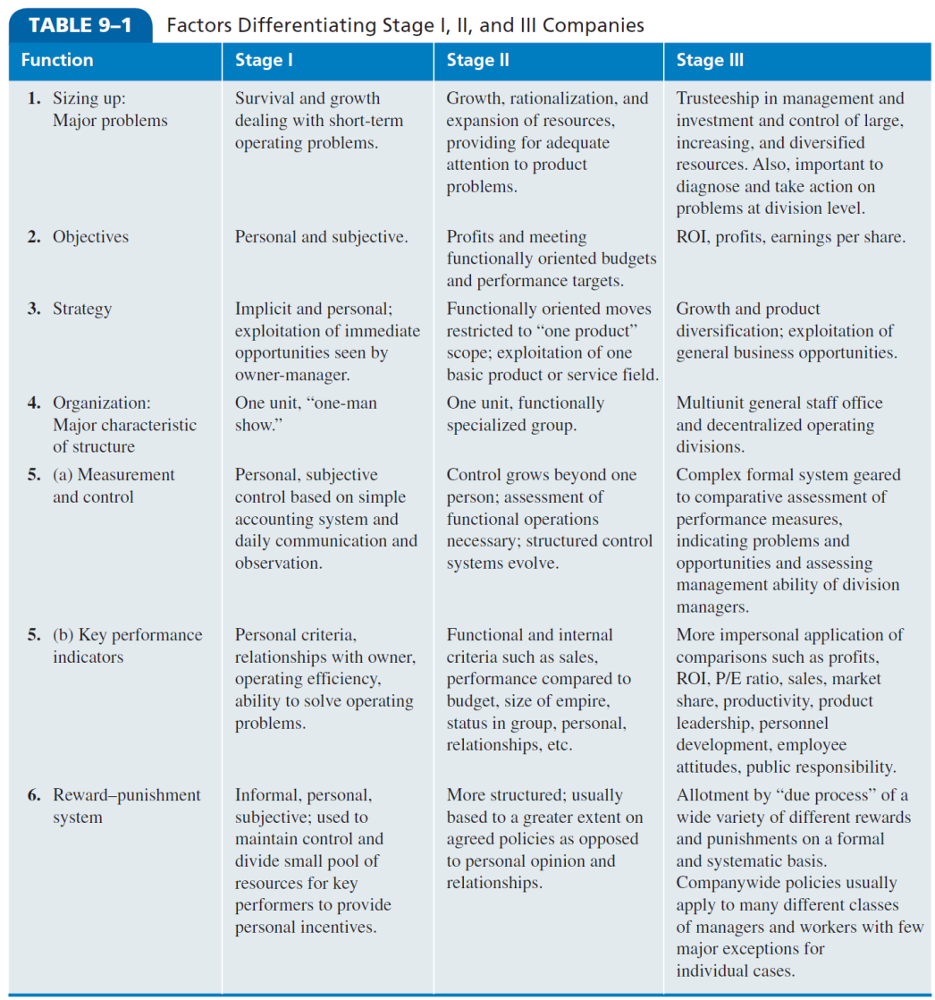 TABLE 9–1 Factors Differentiating Stage I, II, and III Companies
Function Stage I Stage II Stage III
1. Sizing up:
Major problems
Survival and growth
dealing with short-term
operating problems.
Growth, rationalization, and
expansion of resources,
providing for adequate
attention to product
problems.
Trusteeship in management and
investment and control of large,
increasing, and diversified
resources. Also, important to
diagnose and take action on
problems at division level.
2. Objectives
Personal and subjective.
Profits and meeting
functionally oriented budgets
and performance targets.
ROI, profits, earnings per share.
3. Strategy
Implicit and personal;
exploitation of immediate
opportunities seen by
owner-manager.
Functionally oriented moves
restricted to “one product”
scope; exploitation of one
basic product or service field.
Growth and product
diversification; exploitation of
general business opportunities.
4. Organization:
Major characteristic
of structure
One unit, “one-man
show.”
One unit, functionally
specialized group.
Multiunit general staff office
and decentralized operating
divisions.
5. (a) Measurement
and control
Personal, subjective
control based on simple
accounting system and
daily communication and
observation.
Control grows beyond one
person; assessment of
functional operations
necessary; structured control
systems evolve.
Complex formal system geared
to comparative assessment of
performance measures,
indicating problems and
opportunities and assessing
management ability of division
managers.
5. (b) Key performance
indicators
Personal criteria,
relationships with owner,
operating efficiency,
ability to solve operating
problems.
Functional and internal
criteria such as sales,
performance compared to
budget, size of empire,
status in group, personal,
relationships, etc.
More impersonal application of
comparisons such as profits,
ROI, P/E ratio, sales, market
share, productivity, product
leadership, personnel
development, employee
attitudes, public responsibility.
6. Reward–punishment
system
Informal, personal,
subjective; used to
maintain control and
divide small pool of
resources for key
performers to provide
personal incentives.
More structured; usually
based to a greater extent on
agreed policies as opposed
to personal opinion and
relationships.
Allotment by “due process” of a
wide variety of different rewards
and punishments on a formal
and systematic basis.
Companywide policies usually
apply to many different classes
of managers and workers with few
major exceptions for
individual cases.